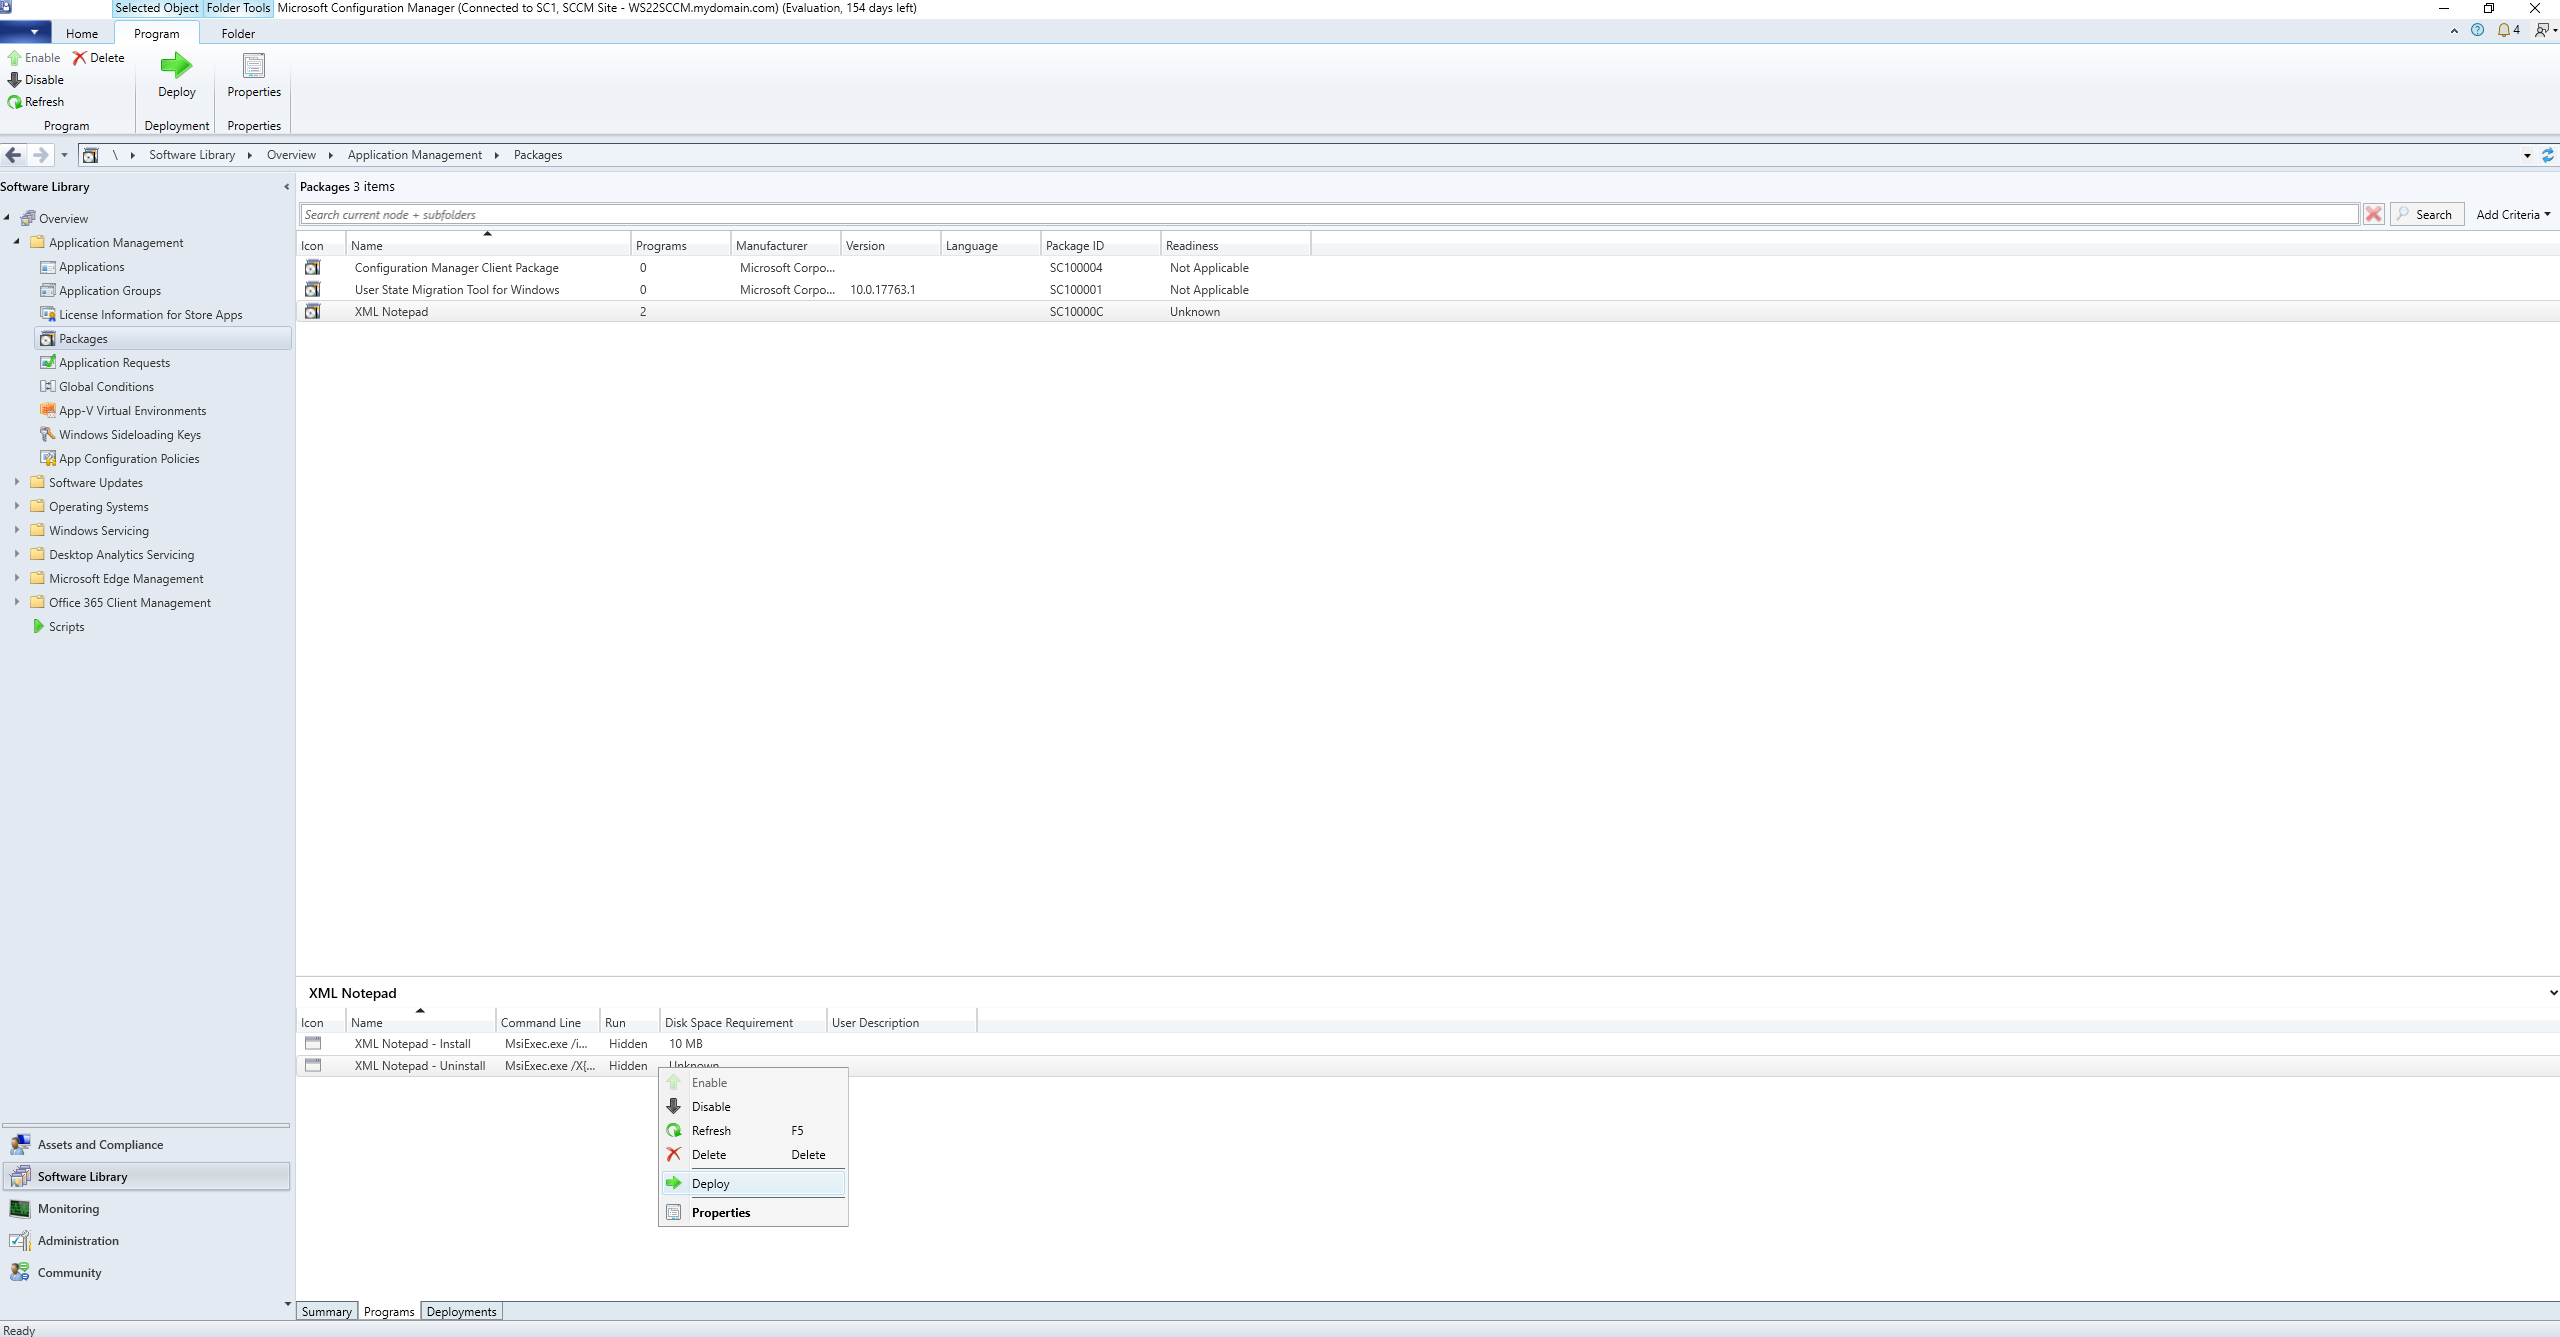 Selected Object Folder Tools Microsoft Configuration Manager (Connected to SC1, SCCM Site - WS22SCCM.mydomain.com) (Evaluation, 154 days left)
Home Program Folder
4
Enable Delete
Disable
Refresh
Deploy
Properties
Program Deployment Properties
\ Software Library Overview Application Management Packages
Software Library
Overview
Application Management
Applications
Application Groups
License Information for Store Apps
Packages
Application Requests
Global Conditions
App-V Virtual Environments
Windows Sideloading Keys
App Configuration Policies
Software Updates
Operating Systems
Windows Servicing
Desktop Analytics Servicing
Microsoft Edge Management
Office 365 Client Management
Scripts
Assets and Compliance
Software Library
Monitoring
Administration
Community
Packages 3 items
Search current node + subfolders
Search Add Criteria
Icon Name Programs Manufacturer Version Language Package ID Readiness
Configuration Manager Client Package 0 Microsoft Corpo... SC100004 Not Applicable
User State Migration Tool for Windows 0 Microsoft Corpo... 10.0.17763.1 SC100001 Not Applicable
XML Notepad 2 SC10000C Unknown
XML Notepad
Icon Name Command Line Run Disk Space Requirement User Description
XML Notepad - Install MsiExec.exe /i... Hidden 10 MB
XML Notepad - Uninstall MsiExec.exe /X{... Hidden Unknown
Enable
Disable
Refresh F5
Delete Delete
Deploy
Properties
Summary Programs Deployments
Ready